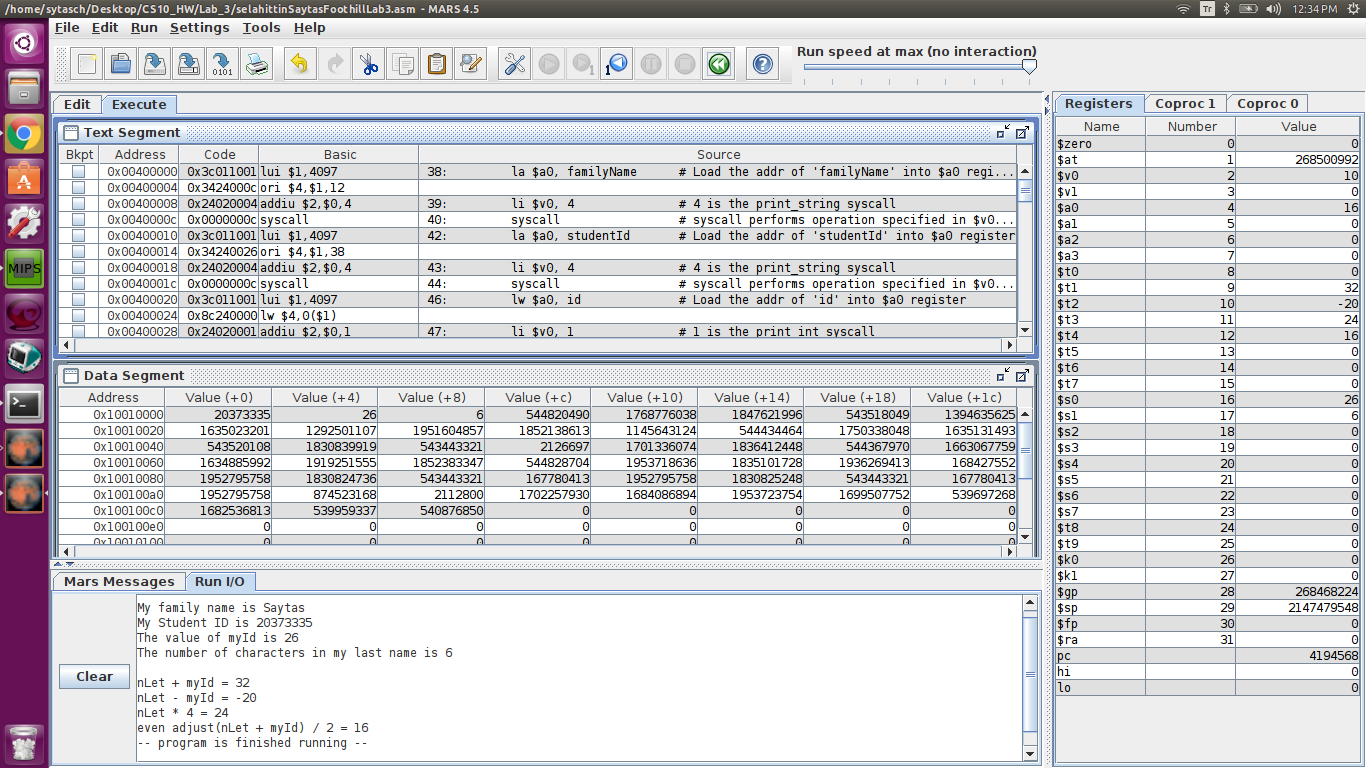 /home/sytasch/Desktop/CS10_HW/Lab_3/selahittinSaytasFoothillLab3.asm - MARS 4.5
Tr
12:34 PM
File Edit Run Settings Tools Help
Run speed at max (no interaction)
Edit Execute
Text Segment
Bkpt Address Code Basic Source
0x00400000 0x3c011001 lui $1,4097 38: la $a0, familyName # Load the addr of 'familyName' into $a0 regi...
0x00400004 0x3424000c ori $4,$1,12
0x00400008 0x24020004 addiu $2,$0,4 39: li $v0, 4 # 4 is the print_string syscall
0x0040000c 0x0000000c syscall 40: syscall # syscall performs operation specified in $v0...
0x00400010 0x3c011001 lui $1,4097 42: la $a0, studentId # Load the addr of 'studentId' into $a0 register
0x00400014 0x34240026 ori $4,$1,38
0x00400018 0x24020004 addiu $2,$0,4 43: li $v0, 4 # 4 is the print_string syscall
0x0040001c 0x0000000c syscall 44: syscall # syscall performs operation specified in $v0...
0x00400020 0x3c011001 lui $1,4097 46: lw $a0, id # Load the addr of 'id' into $a0 register
0x00400024 0x8c240000 lw $4,0($1)
0x00400028 0x24020001 addiu $2,$0,1 47: li $v0, 1 # 1 is the print int syscall
Data Segment
Address Value (+0) Value (+4) Value (+8) Value (+c) Value (+10) Value (+14) Value (+18) Value (+1c)
0x10010000 20373335 26 6 544820490 1768776038 1847621996 543518049 1394635625
0x10010020 1635023201 1292501107 1951604857 1852138613 1145643124 544434464 1750338048 1635131493
0x10010040 543520108 1830839919 543443321 2126697 1701336074 1836412448 544367970 1663067759
0x10010060 1634885992 1919251555 1852383347 544828704 1953718636 1835101728 1936269413 168427552
0x10010080 1952795758 1830824736 543443321 167780413 1952795758 1830825248 543443321 167780413
0x100100a0 1952795758 874523168 2112800 1702257930 1684086894 1953723754 1699507752 539697268
0x100100c0 1682536813 539959337 540876850 0 0 0 0 0
0x100100e0 0 0 0 0 0 0 0 0
0x10010100 0 0 0 0 0 0 0 0
Mars Messages Run I/O
Clear
My family name is Saytas
My Student ID is 20373335
The value of myId is 26
The number of characters in my last name is 6
nLet + myId = 32
nLet - myId = -20
nLet * 4 = 24
even adjust(nLet + myId) / 2 = 16
-- program is finished running --
Registers Coproc 1 Coproc 0
Name Number Value
$zero 0 0
$at 1 268500992
$v0 2 10
$v1 3 0
$a0 4 16
$a1 5 0
$a2 6 0
$a3 7 0
$t0 8 0
$t1 9 32
$t2 10 -20
$t3 11 24
$t4 12 16
$t5 13 0
$t6 14 0
$t7 15 0
$s0 16 26
$s1 17 6
$s2 18 0
$s3 19 0
$s4 20 0
$s5 21 0
$s6 22 0
$s7 23 0
$t8 24 0
$t9 25 0
$k0 26 0
$k1 27 0
$gp 28 268468224
$sp 29 2147479548
$fp 30 0
$ra 31 0
pc 4194568
hi 0
lo 0
MIPS